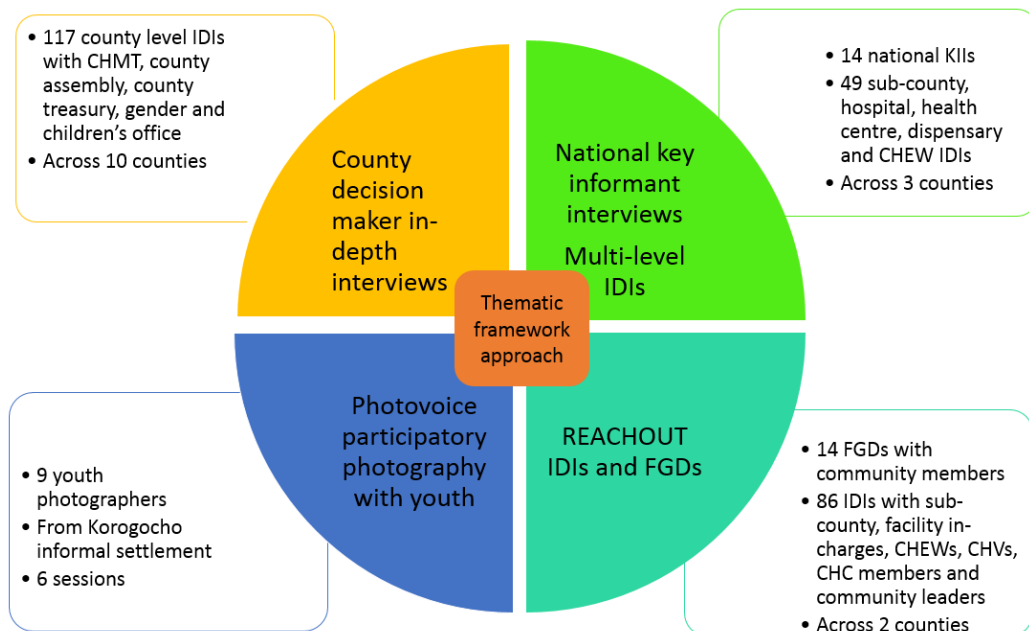 • 117 county level IDIs
with CHMT, county
assembly, county
treasury, gender and
children's office
• Across 10 counties
County
decision
maker in-
depth
interviews
National key
informant
interviews
Multi-level
IDIs
• 14 national KIIs
• 49 sub-county,
hospital, health
centre, dispensary
and CHEW IDIs
• Across 3 counties
Thematic
framework
approach
• 9 youth
photographers
• From Korogocho
informal settlement
• 6 sessions
Photovoice
participatory
photography
with youth
REACHOUT
IDIs and FGDs
• 14 FGDs with
community members
• 86 IDIs with sub-
county, facility in-
charges, CHEWs, CHVs,
CHC members and
community leaders
• Across 2 counties